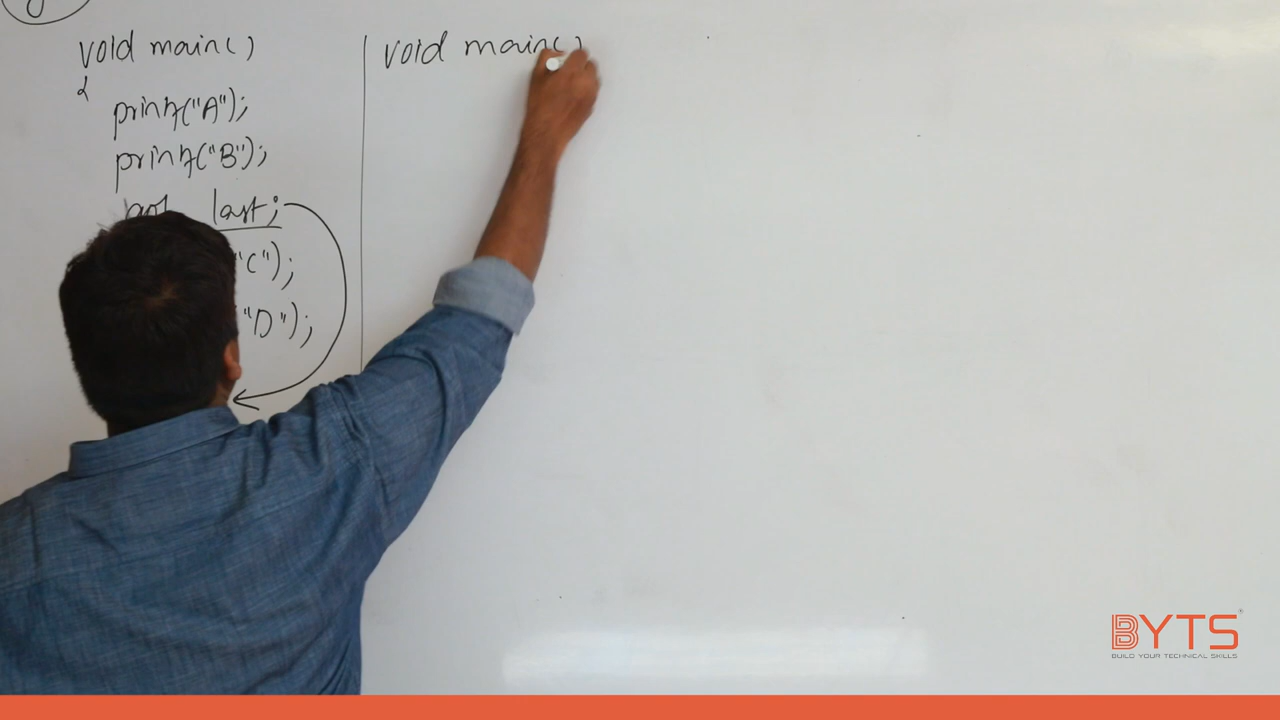 void main()
{
printf("A");
printf("B");
last;
"C");
"D");
void main()
BYTS
BUILD YOUR TECHNICAL SKILLS